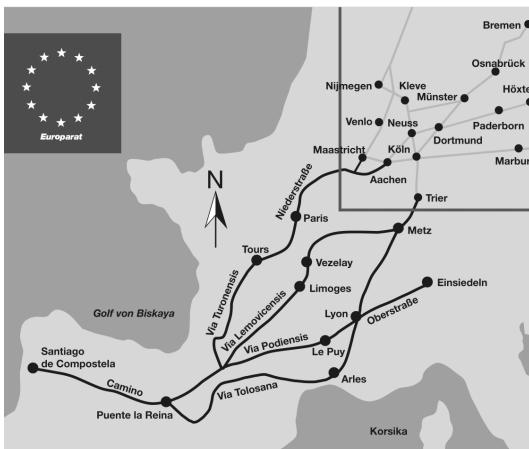 Bremen
Osnabrück
Nijmegen
Kleve
Münster
Höxte
Venlo
Neuss
Paderborn
Dortmund
Maastricht
Köln
Marbur
Aachen
Europarat
Niederstraße
N
Trier
Paris
Metz
Tours
Vezelay
Einsiedeln
Limoges
Via Turonensis
Via Lemovicensis
Golf von Biskaya
Lyon
Oberstraße
Via Podiensis
Le Puy
Santiago
de Compostela
Camino
Arles
Via Tolosana
Puente la Reina
Korsika